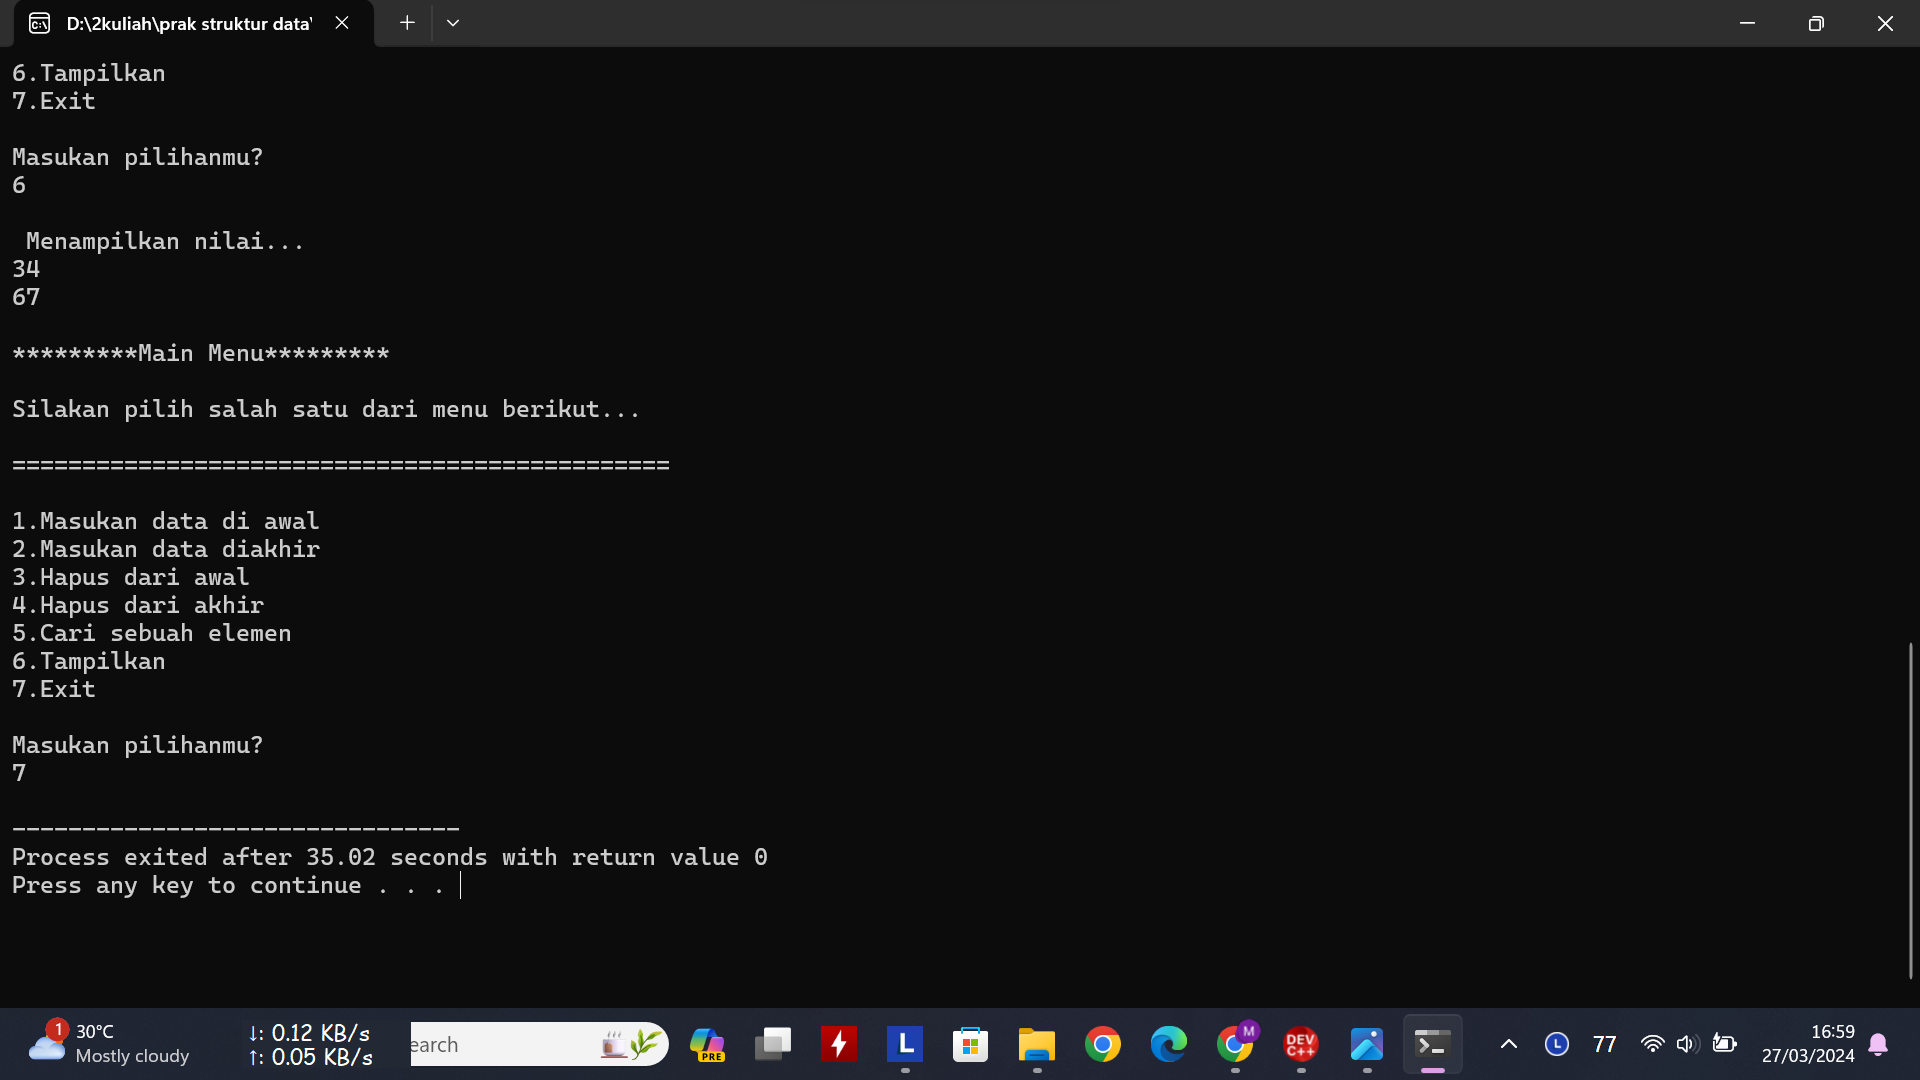 D:\2kuliah\prak struktur data\
6.Tampilkan
7.Exit
Masukan pilihanmu?
6
Menampilkan nilai...
34
67
*********Main Menu*********
Silakan pilih salah satu dari menu berikut...
===============================================
1.Masukan data di awal
2.Masukan data diakhir
3.Hapus dari awal
4.Hapus dari akhir
5.Cari sebuah elemen
6.Tampilkan
7.Exit
Masukan pilihanmu?
7
--------------------------------
Process exited after 35.02 seconds with return value 0
Press any key to continue . . .
1
30°C
Mostly cloudy
↓: 0.12 KB/s
↑: 0.05 KB/s
earch
PRE
L
M
DEV
C++
L
77
16:59
27/03/2024